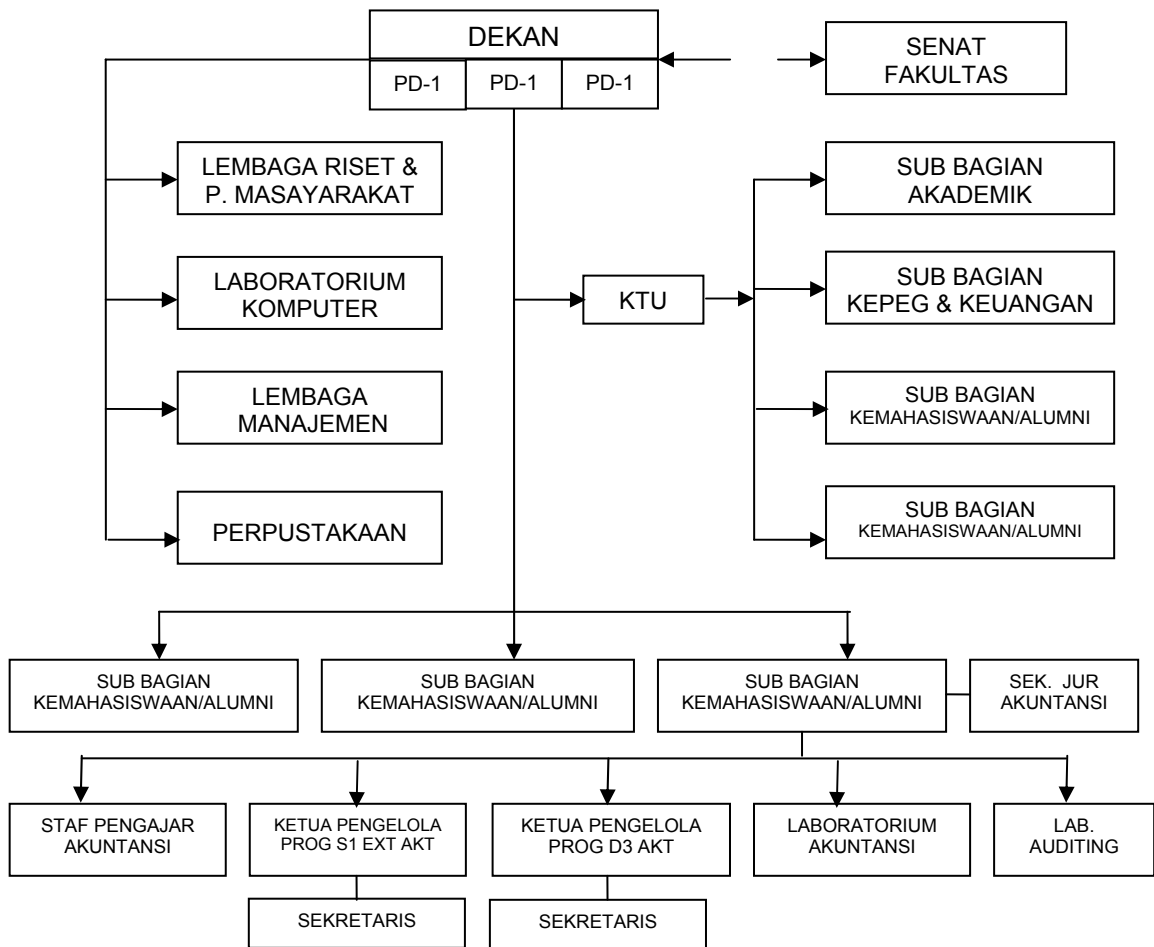 DEKAN
PD-1
PD-1
PD-1
SENAT
FAKULTAS
LEMBAGA RISET &
P. MASAYARAKAT
SUB BAGIAN
AKADEMIK
LABORATORIUM
KOMPUTER
KTU
SUB BAGIAN
KEPEG & KEUANGAN
LEMBAGA
MANAJEMEN
SUB BAGIAN
KEMAHASISWAAN/ALUMNI
PERPUSTAKAAN
SUB BAGIAN
KEMAHASISWAAN/ALUMNI
SUB BAGIAN
KEMAHASISWAAN/ALUMNI
SUB BAGIAN
KEMAHASISWAAN/ALUMNI
SUB BAGIAN
KEMAHASISWAAN/ALUMNI
SEK. JUR
AKUNTANSI
STAF PENGAJAR
AKUNTANSI
KETUA PENGELOLA
PROG S1 EXT AKT
KETUA PENGELOLA
PROG D3 AKT
LABORATORIUM
AKUNTANSI
LAB.
AUDITING
SEKRETARIS
SEKRETARIS